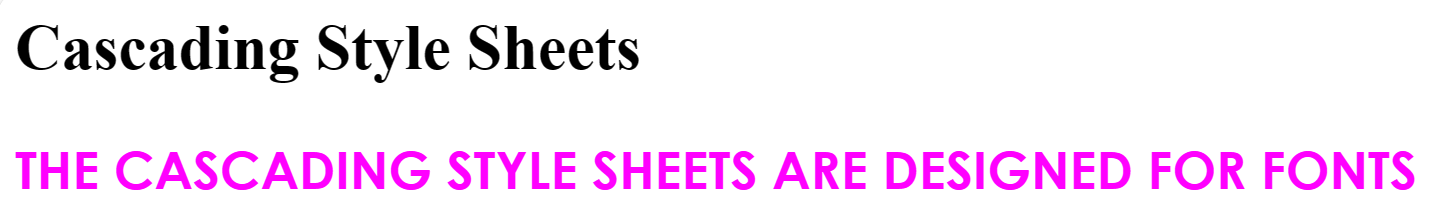 Cascading Style Sheets
THE CASCADING STYLE SHEETS ARE DESIGNED FOR FONTS